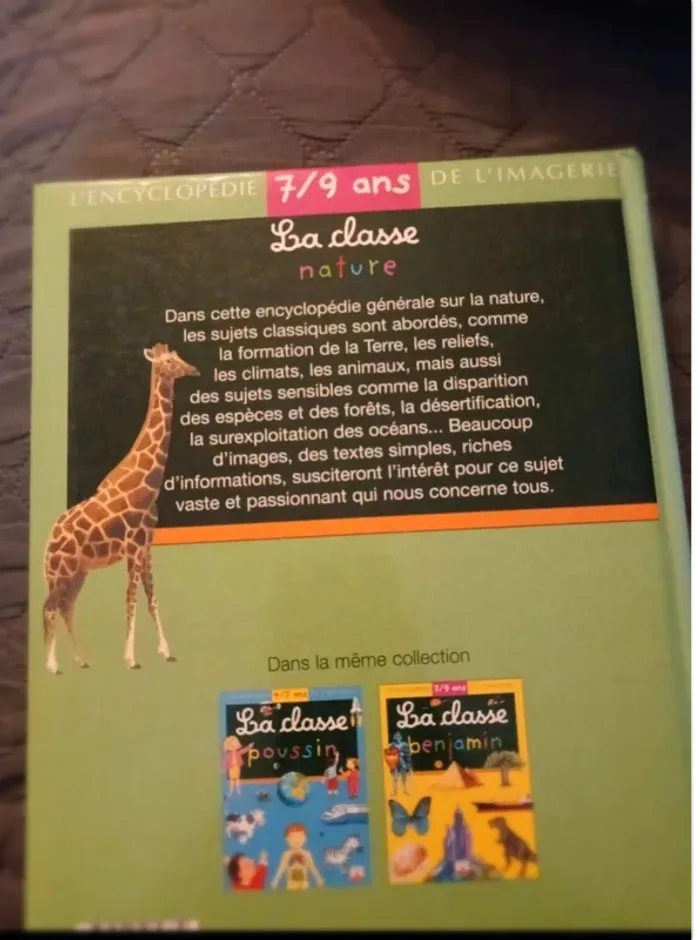 L'ENCYCLOPÉDIE 7/9 ans DE L'IMAGERIE
La classe
nature
Dans cette encyclopédie générale sur la nature,
les sujets classiques sont abordés, comme
la formation de la Terre, les reliefs,
les climats, les animaux, mais aussi
des sujets sensibles comme la disparition
des espèces et des forêts, la désertification,
la surexploitation des océans... Beaucoup
d'images, des textes simples, riches
d'informations, susciteront l'intérêt pour ce sujet
vaste et passionnant qui nous concerne tous.
Dans la même collection
La classe
poussin
7/9 ans
La classe
benjamin